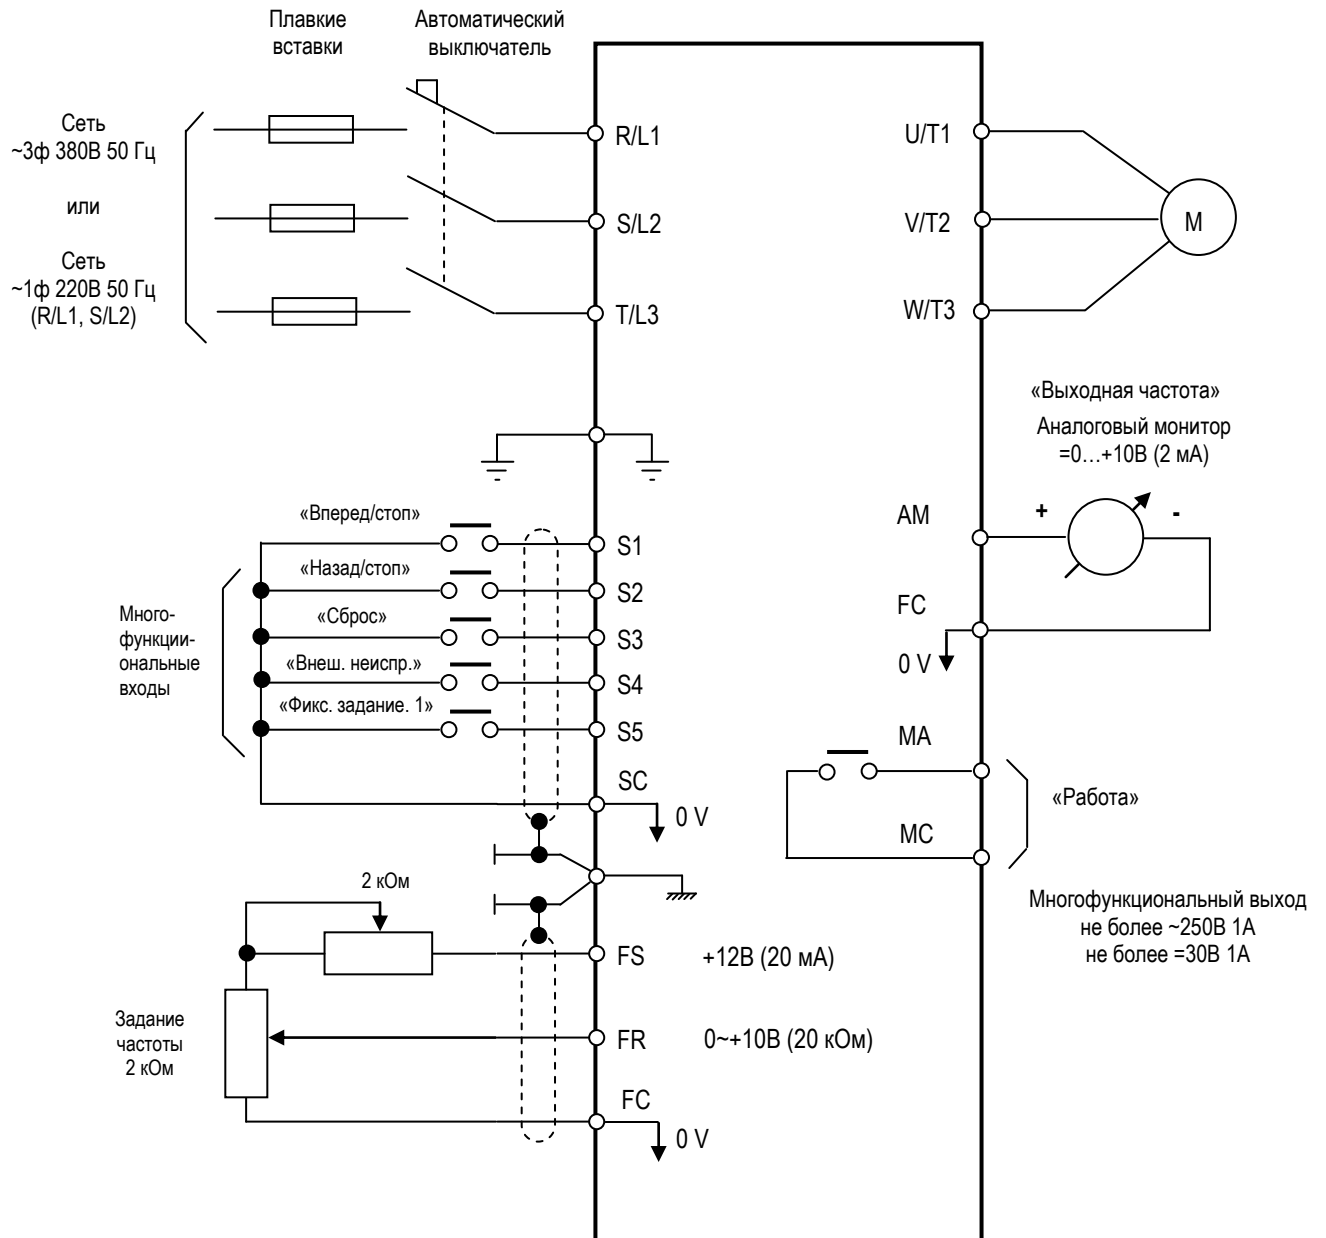 Плавкие
вставки
Автоматический
выключатель
Сеть
~3ф 380В 50 Гц
или
Сеть
~1ф 220В 50 Гц
(R/L1, S/L2)
R/L1
S/L2
T/L3
U/T1
V/T2
W/T3
M
«Выходная частота»
Аналоговый монитор
=0…+10В (2 мА)
AM
+
-
FC
0 V
«Вперед/стоп»
S1
«Назад/стоп»
S2
«Сброс»
S3
«Внеш. неиспр.»
S4
«Фикс. задание. 1»
S5
Много-
функции-
ональные
входы
SC
0 V
MA
MC
«Работа»
Многофункциональный выход
не более ~250В 1А
не более =30В 1А
2 кОм
FS
+12В (20 мА)
Задание
частоты
2 кОм
FR
0~+10В (20 кОм)
FC
0 V